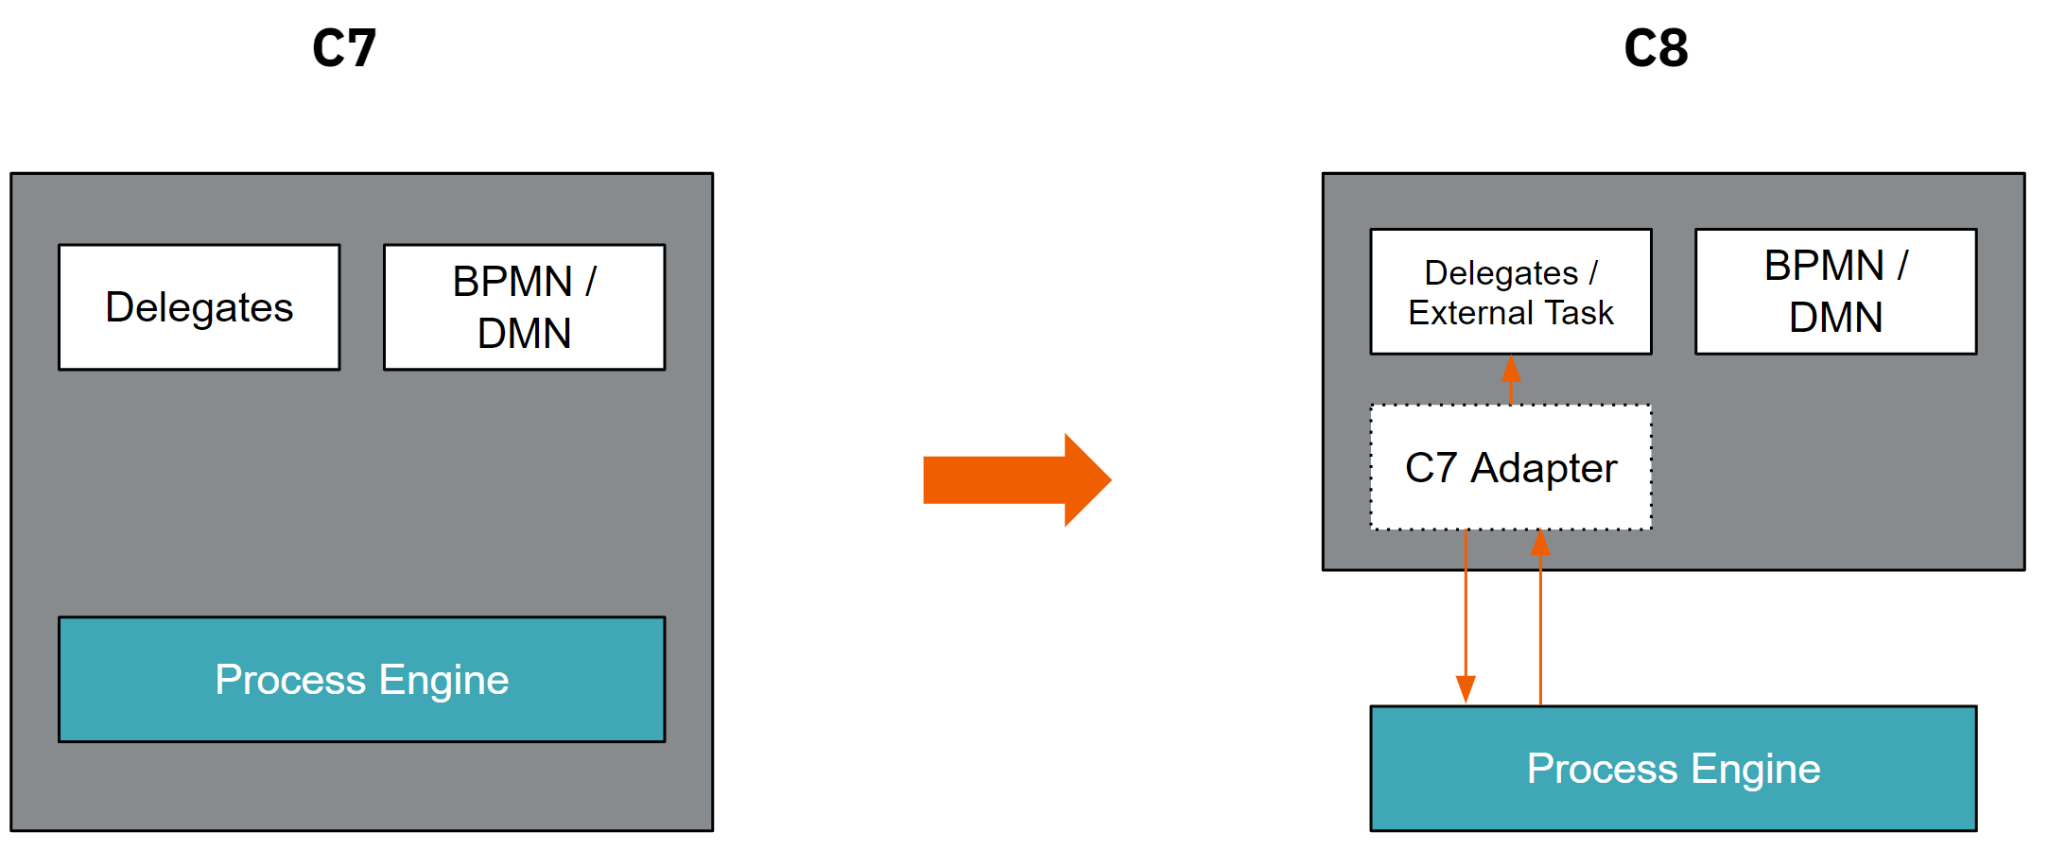 C7
C8
Delegates
BPMN /
DMN
Process Engine
Delegates /
External Task
BPMN /
DMN
C7 Adapter
Process Engine